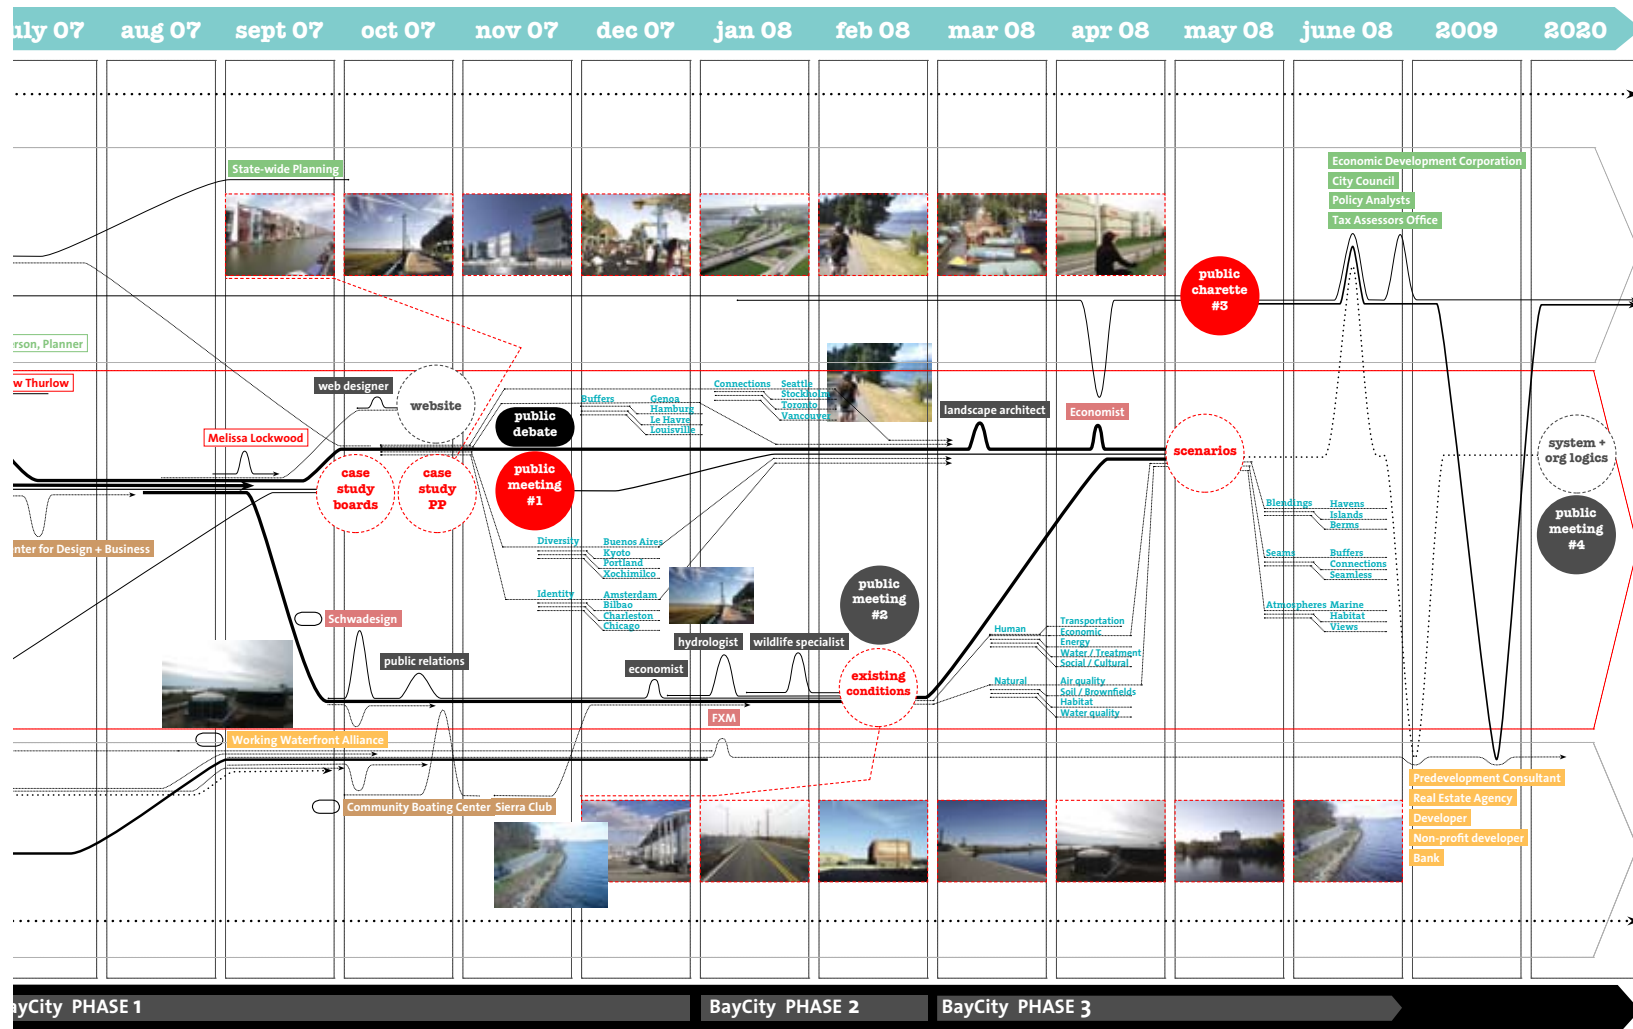 uly 07 aug 07 sept 07 oct 07 nov 07 dec 07 jan 08 feb 08 mar 08 apr 08 may 08 june 08 2009 2020
State-wide Planning
Economic Development Corporation
City Council
Policy Analysts
Tax Assessors Office
public
charette
#3
erson, Planner
w Thurlow
web designer
website
Melissa Lockwood
case
study
boards
case
study
PP
public
debate
public
meeting
#1
Buffers
Genoa
Hamburg
Le Havre
Louisville
Connections
Seattle
Stockholm
Toronto
Vancouver
landscape architect
Economist
scenarios
system +
org logics
public
meeting
#4
Blendings
Havens
Islands
Berms
Seams
Buffers
Connections
Seamless
Atmospheres
Marine
Habitat
Views
enter for Design + Business
Diversity
Buenos Aires
Kyoto
Portland
Xochimilco
Identity
Amsterdam
Bilbao
Charleston
Chicago
public
meeting
#2
Schwadesign
public relations
economist
hydrologist
wildlife specialist
existing
conditions
FXM
Human
Transportation
Economic
Energy
Water / Treatment
Social / Cultural
Natural
Air quality
Soil / Brownfields
Habitat
Water quality
Working Waterfront Alliance
Community Boating Center
Sierra Club
Predevelopment Consultant
Real Estate Agency
Developer
Non-profit developer
Bank
ayCity PHASE 1
BayCity PHASE 2
BayCity PHASE 3